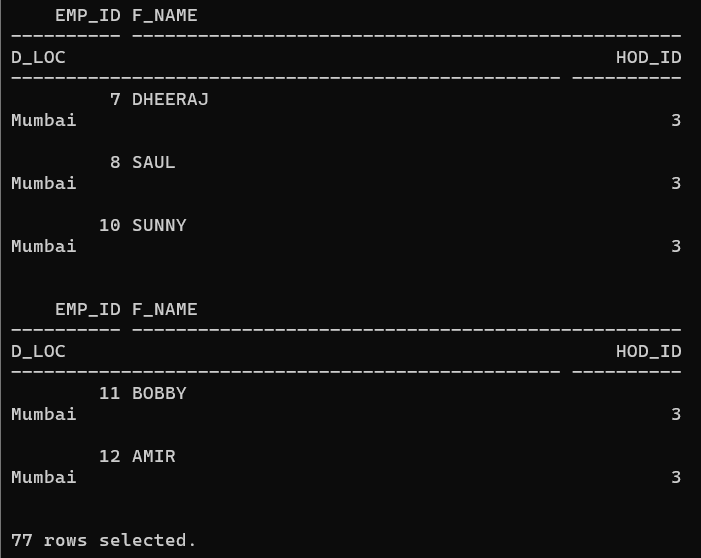 EMP_ID F_NAME
---------- --------------------------------------------------
D_LOC HOD_ID
-------------------------------------------------- ----------
7 DHEERAJ
Mumbai 3
8 SAUL
Mumbai 3
10 SUNNY
Mumbai 3
EMP_ID F_NAME
---------- --------------------------------------------------
D_LOC HOD_ID
-------------------------------------------------- ----------
11 BOBBY
Mumbai 3
12 AMIR
Mumbai 3
77 rows selected.